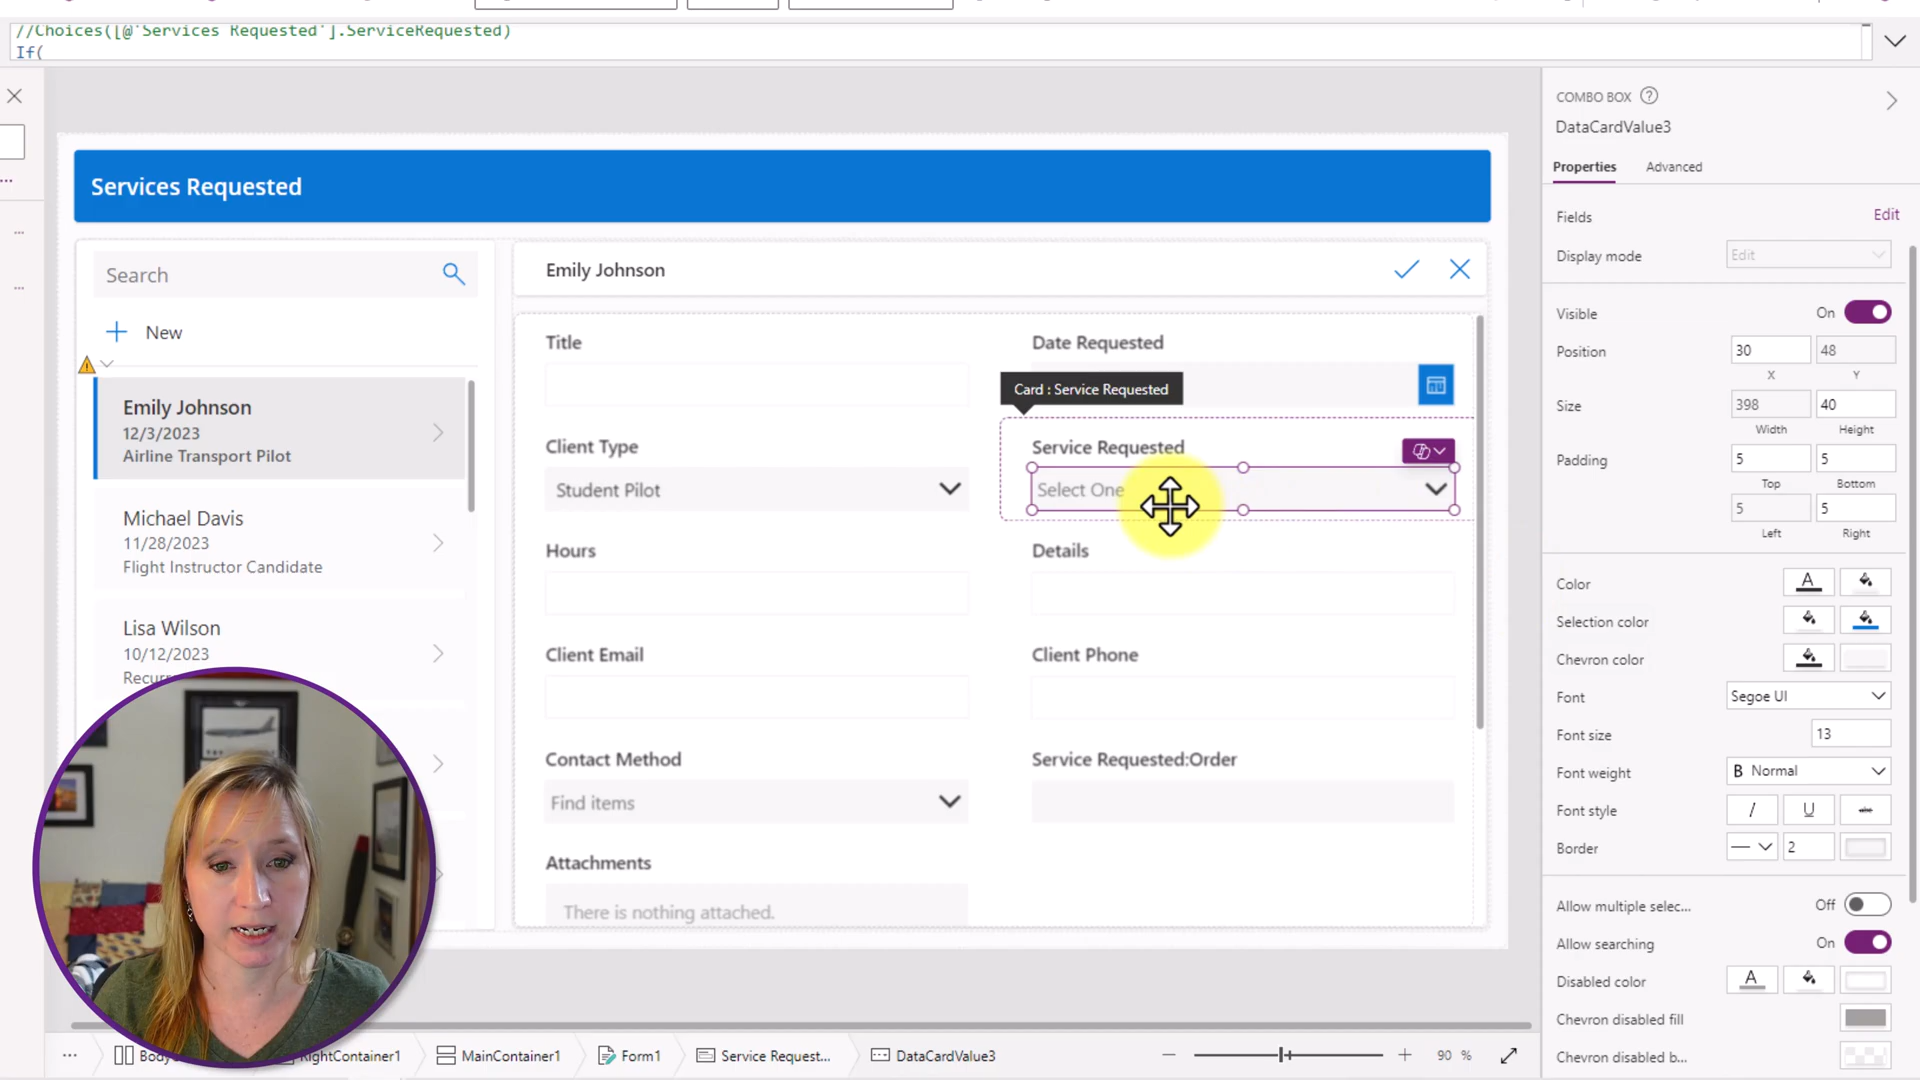 //Choices([@'Services Requested'].ServiceRequested)
If(
COMBO BOX
DataCardValue3
Properties Advanced
Fields Edit
Display mode Edit
Visible On
Position 30 48
X Y
Size 398 40
Width Height
Padding 5 5
Top Bottom
5 5
Left Right
Color
Selection color
Chevron color
Font Segoe UI
Font size 13
Font weight B Normal
Font style / U abc
Border 2
Allow multiple selec... Off
Allow searching On
Disabled color
Chevron disabled fill
Chevron disabled b...
Services Requested
Search
New
Emily Johnson
12/3/2023
Airline Transport Pilot
Michael Davis
11/28/2023
Flight Instructor Candidate
Lisa Wilson
10/12/2023
Emily Johnson
Title
Date Requested
Card : Service Requested
Client Type
Student Pilot
Service Requested
Select One
Hours
Details
Client Email
Client Phone
Contact Method
Find items
Service Requested:Order
Attachments
There is nothing attached.
... RightContainer1 MainContainer1 Form1 Service Request... DataCardValue3
90 %